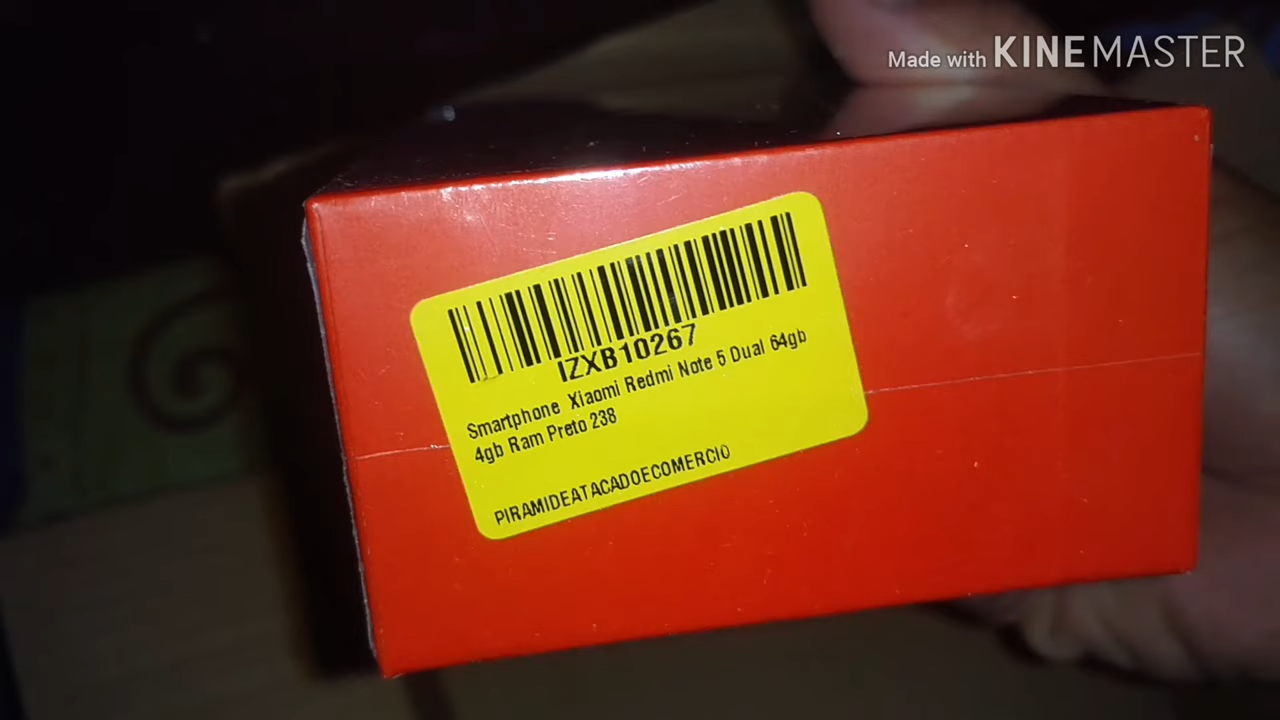 Made with KINEMASTER
IZXB10267
Smartphone Xiaomi Redmi Note 5 Dual 64gb
4gb Ram Preto 238
PIRAMIDEATACADOECOMERCIO